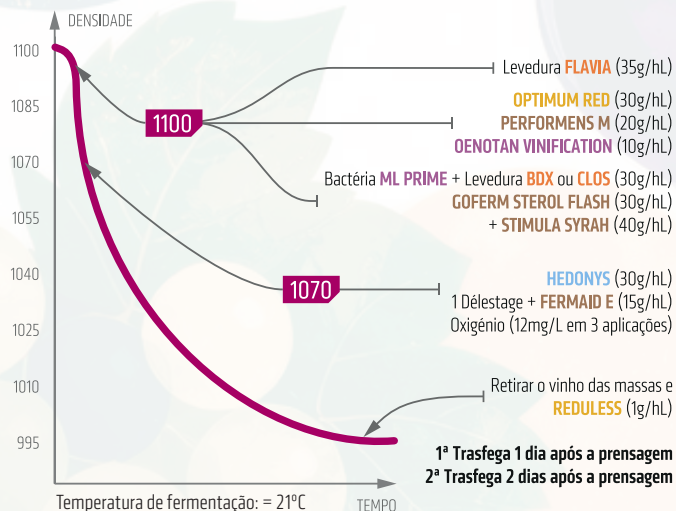 DENSIDADE
1100
1085
1070
1055
1040
1025
1010
995
1100
Levedura FLAVIA (35g/hL)
OPTIMUM RED (30g/hL)
PERFORMENS M (20g/hL)
OENOTAN VINIFICATION (10g/hL)
Bactéria ML PRIME + Levedura BDX ou CLOS (30g/hL)
GOFERM STEROL FLASH (30g/hL)
+ STIMULA SYRAH (40g/hL)
1070
HEDONYS (30g/hL)
1 Délestage + FERMAID E (15g/hL)
Oxigénio (12mg/L em 3 aplicações)
Retirar o vinho das massas e
REDULESS (1g/hL)
1ª Trasfega 1 dia após a prensagem
2ª Trasfega 2 dias após a prensagem
Temperatura de fermentação: = 21ºC
TEMPO